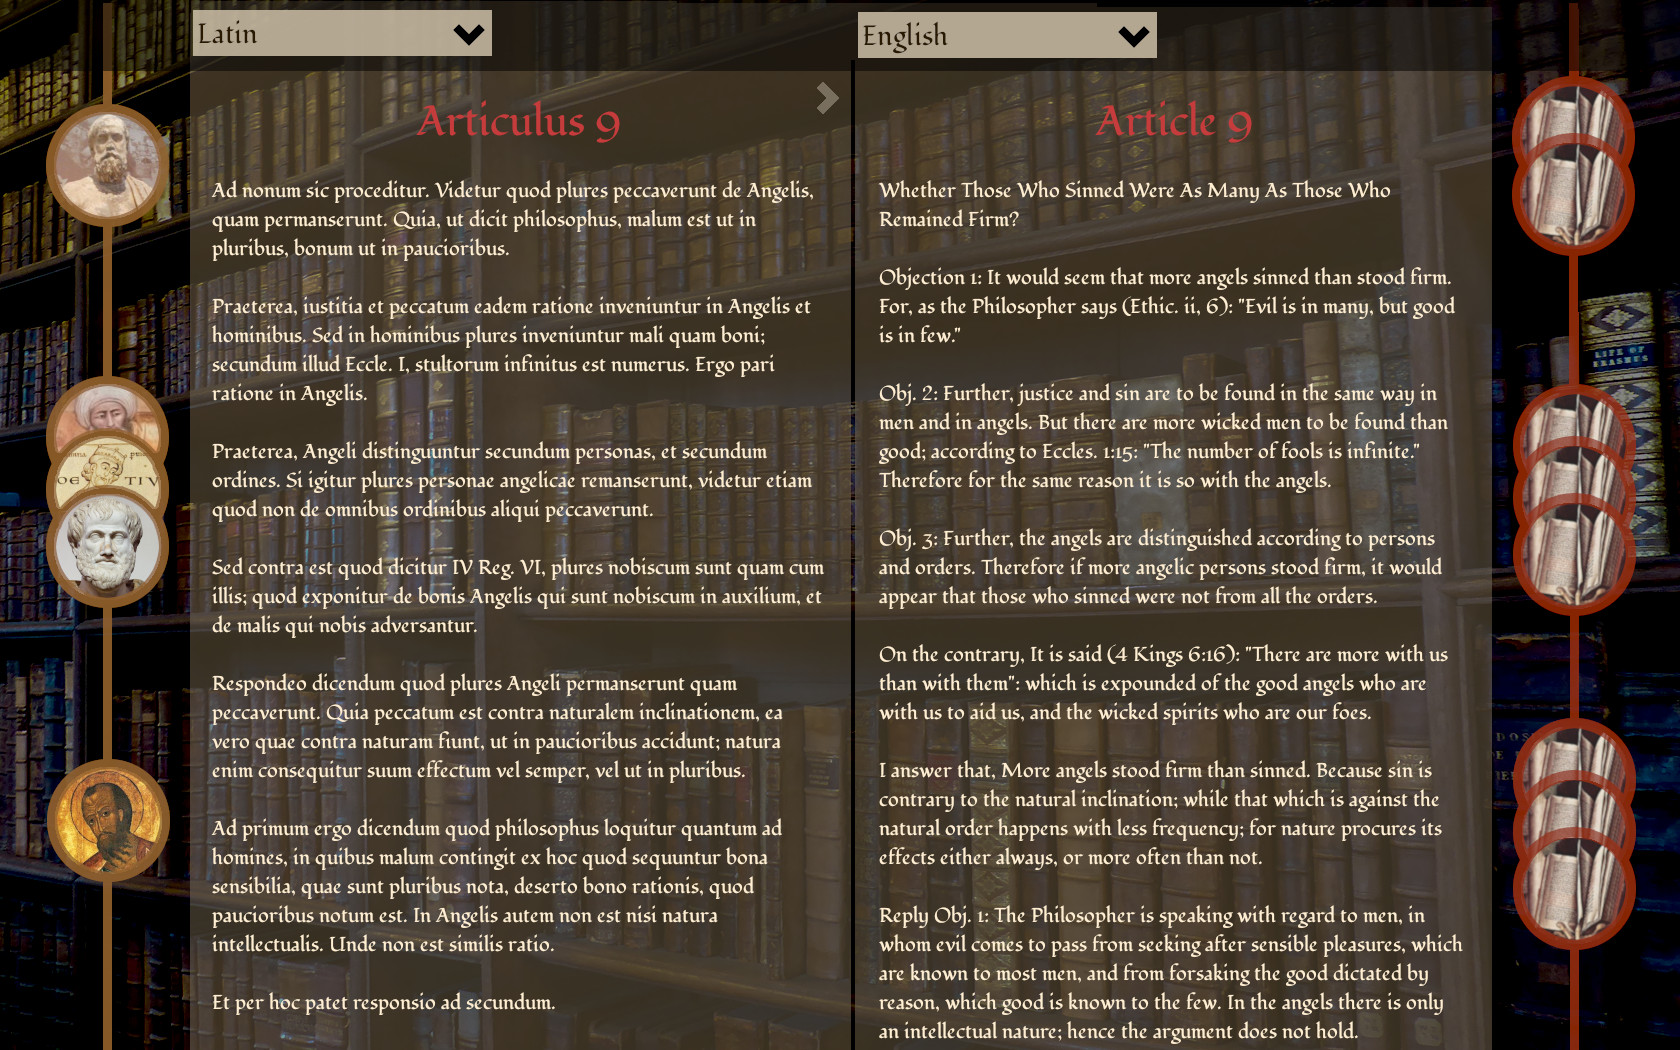 Latin
Articulus 9
Ad nonum sic proceditur. Videtur quod plures peccaverunt de Angelis,
quam permanserunt. Quia, ut dicit philosophus, malum est ut in
pluribus, bonum ut in paucioribus.
Praeterea, iustitia et peccatum eadem ratione inveniuntur in Angelis et
hominibus. Sed in hominibus plures inveniuntur mali quam boni;
secundum illud Eccle. I, stultorum infinitus est numerus. Ergo pari
ratione in Angelis.
Praeterea, Angeli distinguuntur secundum personas, et secundum
ordines. Si igitur plures personae angelicae remanserunt, videtur etiam
quod non de omnibus ordinibus aliqui peccaverunt.
Sed contra est quod dicitur IV Reg. VI, plures nobiscum sunt quam cum
illis; quod exponitur de bonis Angelis qui sunt nobiscum in auxilium, et
de malis qui nobis adversantur.
Respondeo dicendum quod plures Angeli permanserunt quam
peccaverunt. Quia peccatum est contra naturalem inclinationem, ea
vero quae contra naturam fiunt, ut in paucioribus accidunt; natura
enim consequitur suum effectum vel semper, vel ut in pluribus.
Ad primum ergo dicendum quod philosophus loquitur quantum ad
homines, in quibus malum contingit ex hoc quod sequuntur bona
sensibilia, quae sunt pluribus nota, deserto bono rationis, quod
paucioribus notum est. In Angelis autem non est nisi natura
intellectualis. Unde non est similis ratio.
Et per hoc patet responsio ad secundum.
English
Article 9
Whether Those Who Sinned Were As Many As Those Who
Remained Firm?
Objection 1: It would seem that more angels sinned than stood firm.
For, as the Philosopher says (Ethic. ii, 6): "Evil is in many, but good
is in few."
Obj. 2: Further, justice and sin are to be found in the same way in
men and in angels. But there are more wicked men to be found than
good; according to Eccles. 1:15: "The number of fools is infinite."
Therefore for the same reason it is so with the angels.
Obj. 3: Further, the angels are distinguished according to persons
and orders. Therefore if more angelic persons stood firm, it would
appear that those who sinned were not from all the orders.
On the contrary, It is said (4 Kings 6:16): "There are more with us
than with them": which is expounded of the good angels who are
with us to aid us, and the wicked spirits who are our foes.
I answer that, More angels stood firm than sinned. Because sin is
contrary to the natural inclination; while that which is against the
natural order happens with less frequency; for nature procures its
effects either always, or more often than not.
Reply Obj. 1: The Philosopher is speaking with regard to men, in
whom evil comes to pass from seeking after sensible pleasures, which
are known to most men, and from forsaking the good dictated by
reason, which good is known to the few. In the angels there is only
an intellectual nature; hence the argument does not hold.
LIFE OF
ERASMUS